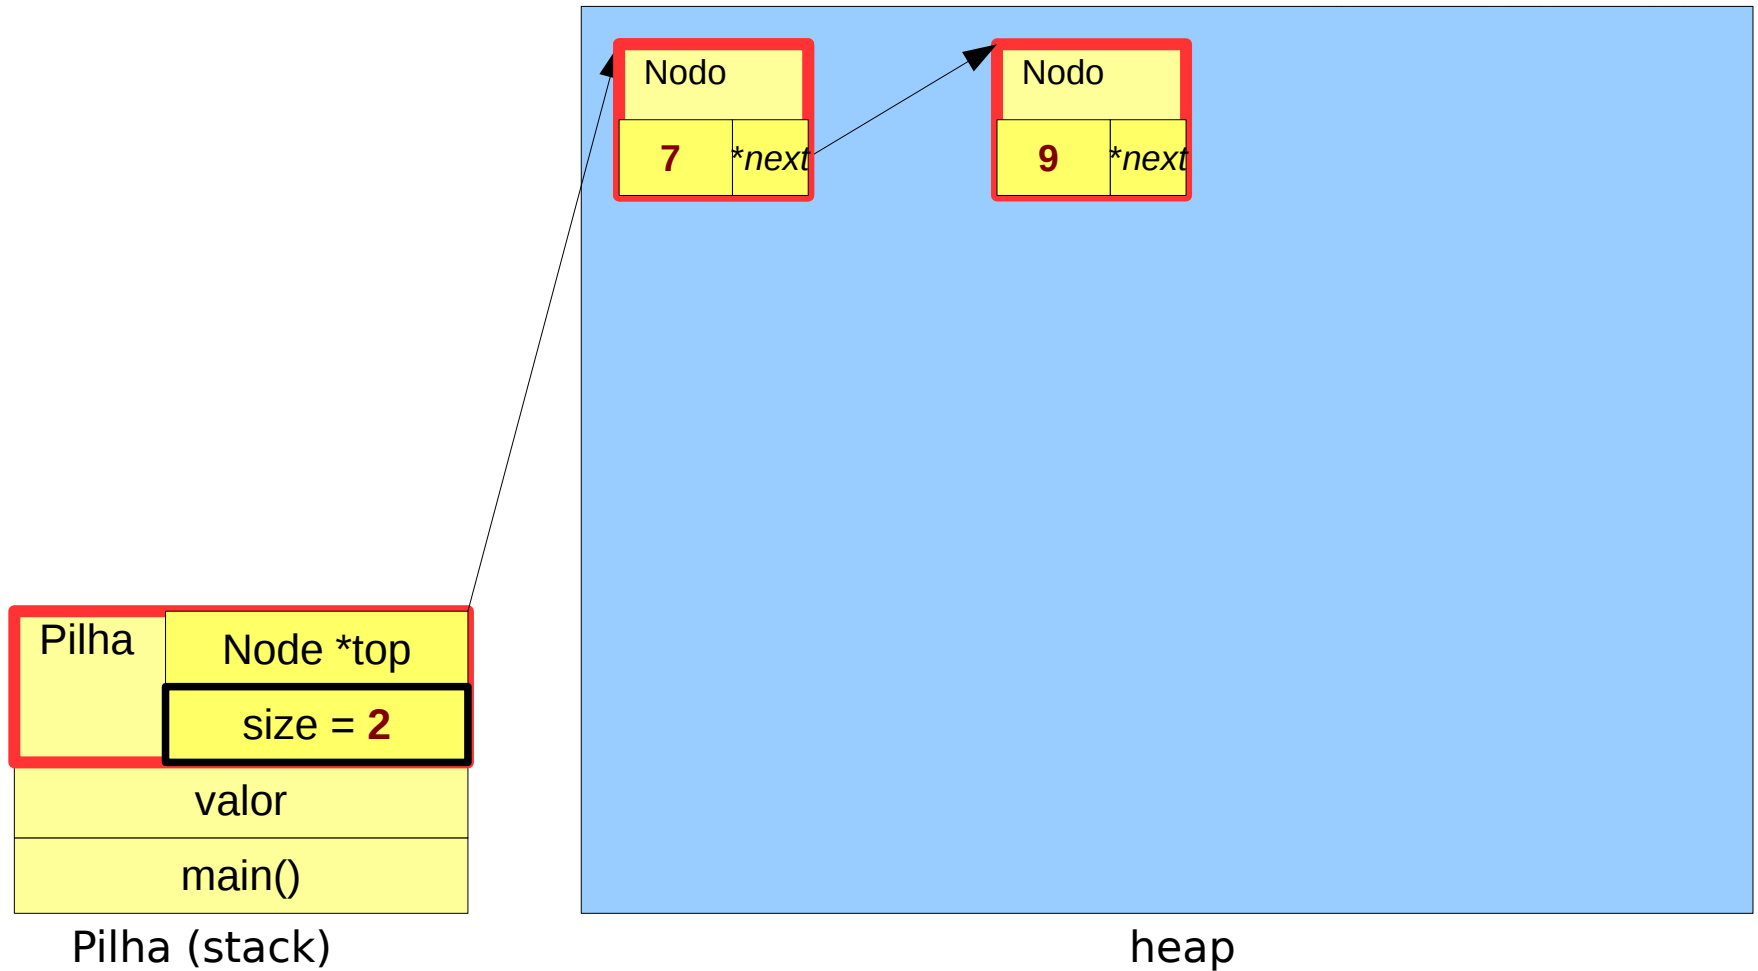 Nodo
7 *next
Nodo
9 *next
Pilha
Node *top
size = 2
valor
main()
Pilha (stack)
heap